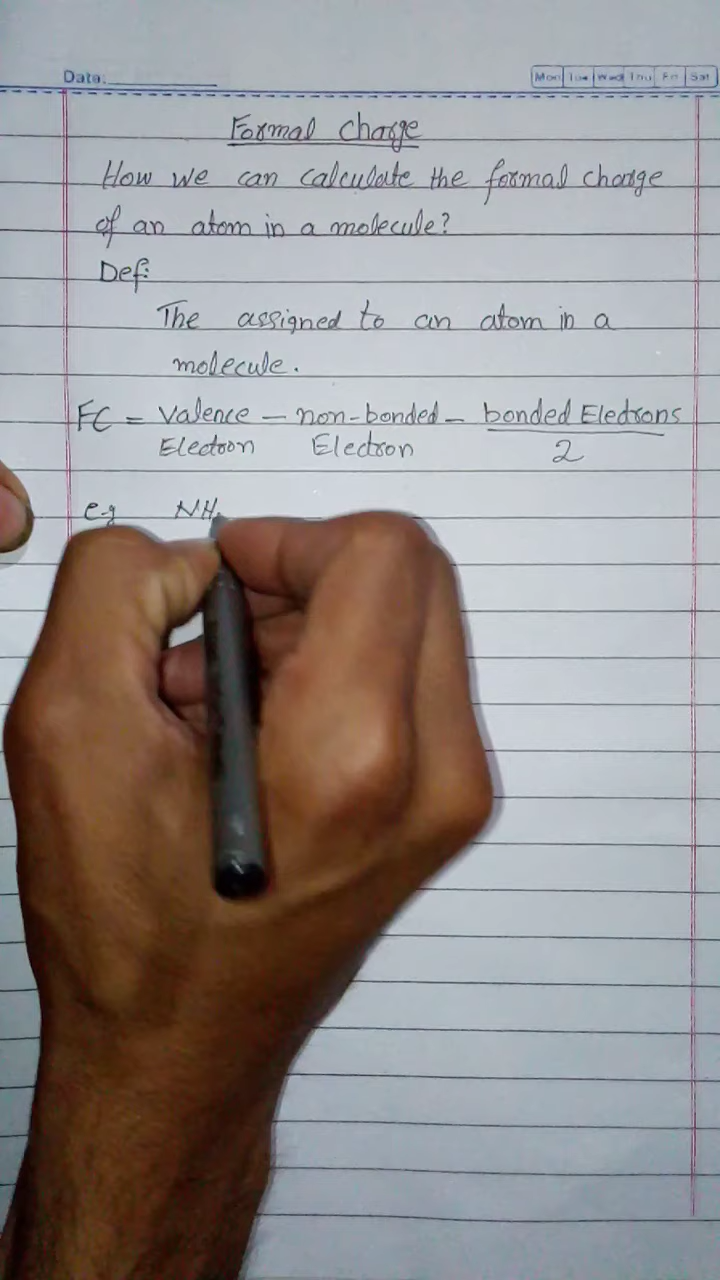 Date:
Mon Tue Wed Thu Fri Sat
Formal charge
How we can calculate the formal charge
of an atom in a molecule?
Def:
The assigned to an atom in a
molecule.
FC = Valence - non-bonded - bonded Electrons
Electron Electron 2
e.g NH